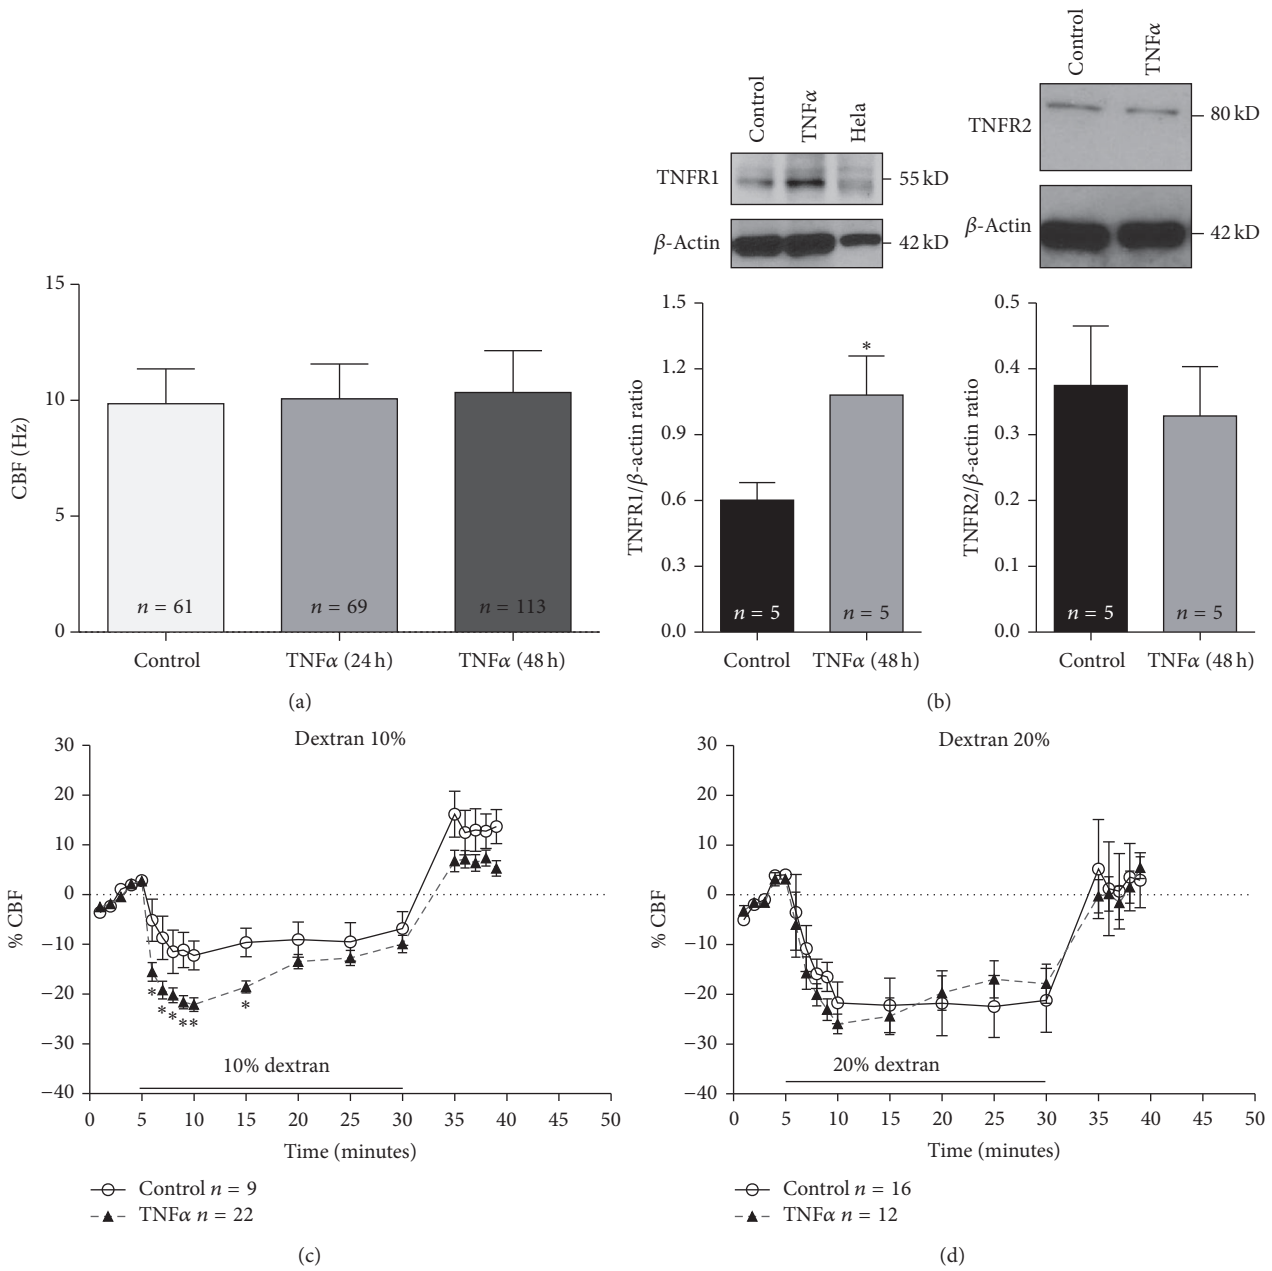 Control
TNFα
Hela
TNFR1
55 kD
β-Actin
42 kD
Control
TNFα
TNFR2
80 kD
β-Actin
42 kD
15
10
5
0
CBF (Hz)
n = 61
n = 69
n = 113
Control
TNFα (24 h)
TNFα (48 h)
(a)
1.5
1.2
0.9
0.6
0.3
0.0
TNFR1/β-actin ratio
*
n = 5
n = 5
Control
TNFα (48 h)
0.5
0.4
0.3
0.2
0.1
0.0
TNFR2/β-actin ratio
n = 5
n = 5
Control
TNFα (48 h)
(b)
Dextran 10%
30
20
10
0
−10
−20
−30
−40
% CBF
* * * * * *
10% dextran
0 5 10 15 20 25 30 35 40 45 50
Time (minutes)
Control n = 9
TNFα n = 22
(c)
Dextran 20%
30
20
10
0
−10
−20
−30
−40
% CBF
20% dextran
0 5 10 15 20 25 30 35 40 45 50
Time (minutes)
Control n = 16
TNFα n = 12
(d)